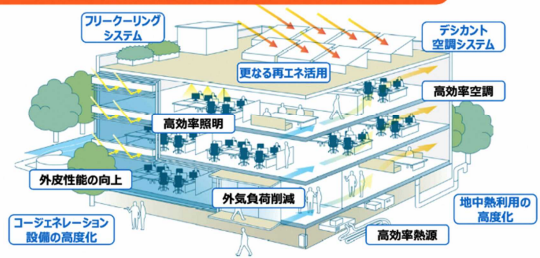 フリークーリング
システム
デシカント
空調システム
更なる再エネ活用
高効率空調
高効率照明
外皮性能の向上
外気負荷削減
地中熱利用の
高度化
コージェネレーション
設備の高度化
高効率熱源